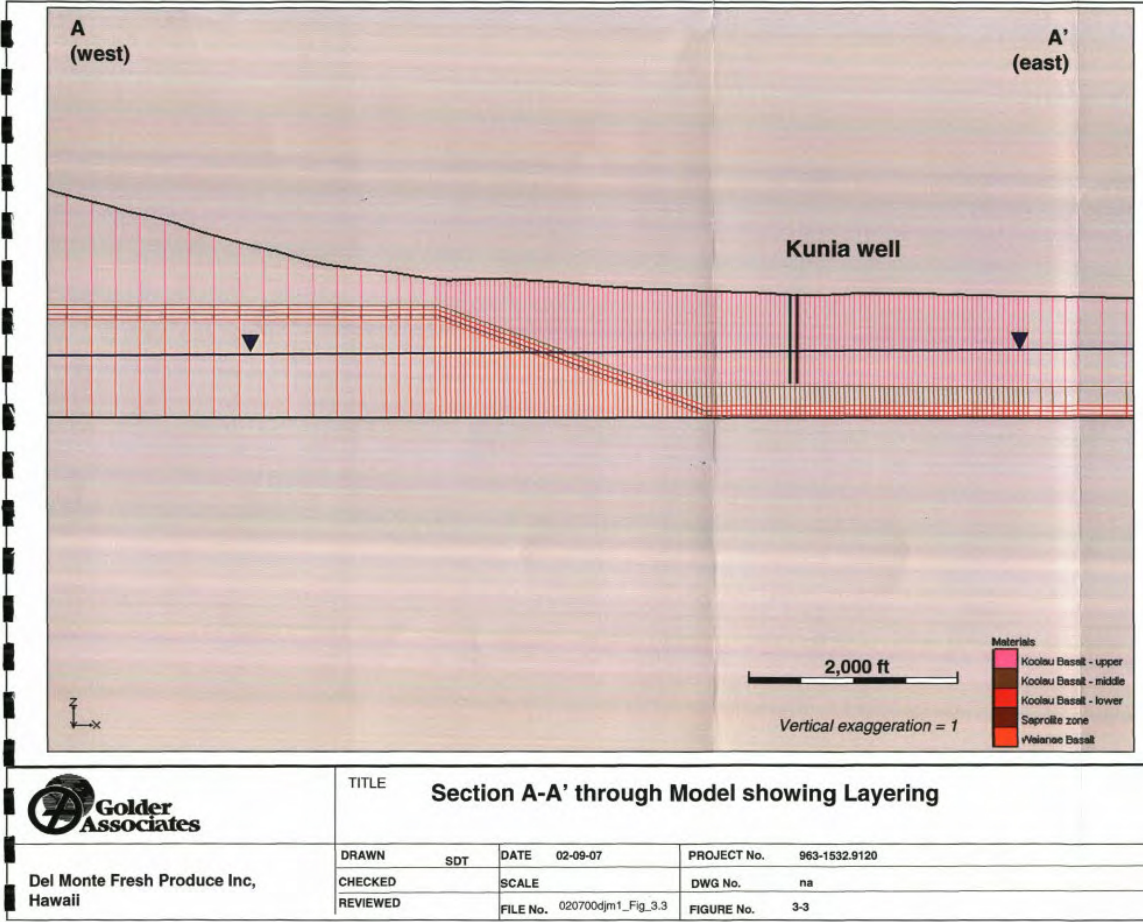 A
(west)
A'
(east)
Kunia well
2,000 ft
Vertical exaggeration = 1
Z
X
Materials
Koolau Basalt - upper
Koolau Basalt - middle
Koolau Basalt - lower
Saprolite zone
Waianae Basalt
Golder
Associates
TITLE
Section A-A' through Model showing Layering
Del Monte Fresh Produce Inc,
Hawaii
DRAWN SDT DATE 02-09-07 PROJECT No. 963-1532.9120
CHECKED SCALE DWG No. na
REVIEWED FILE No. 020700djm1_Fig_3.3 FIGURE No. 3-3